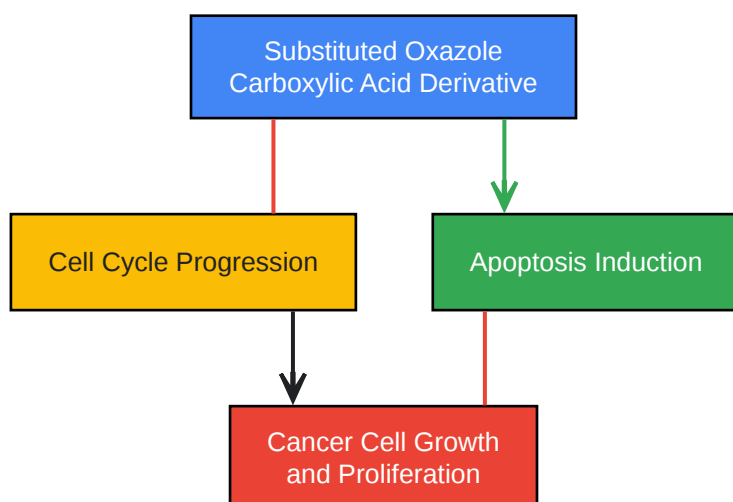 Substituted Oxazole
Carboxylic Acid Derivative
Cell Cycle Progression
Apoptosis Induction
Cancer Cell Growth
and Proliferation